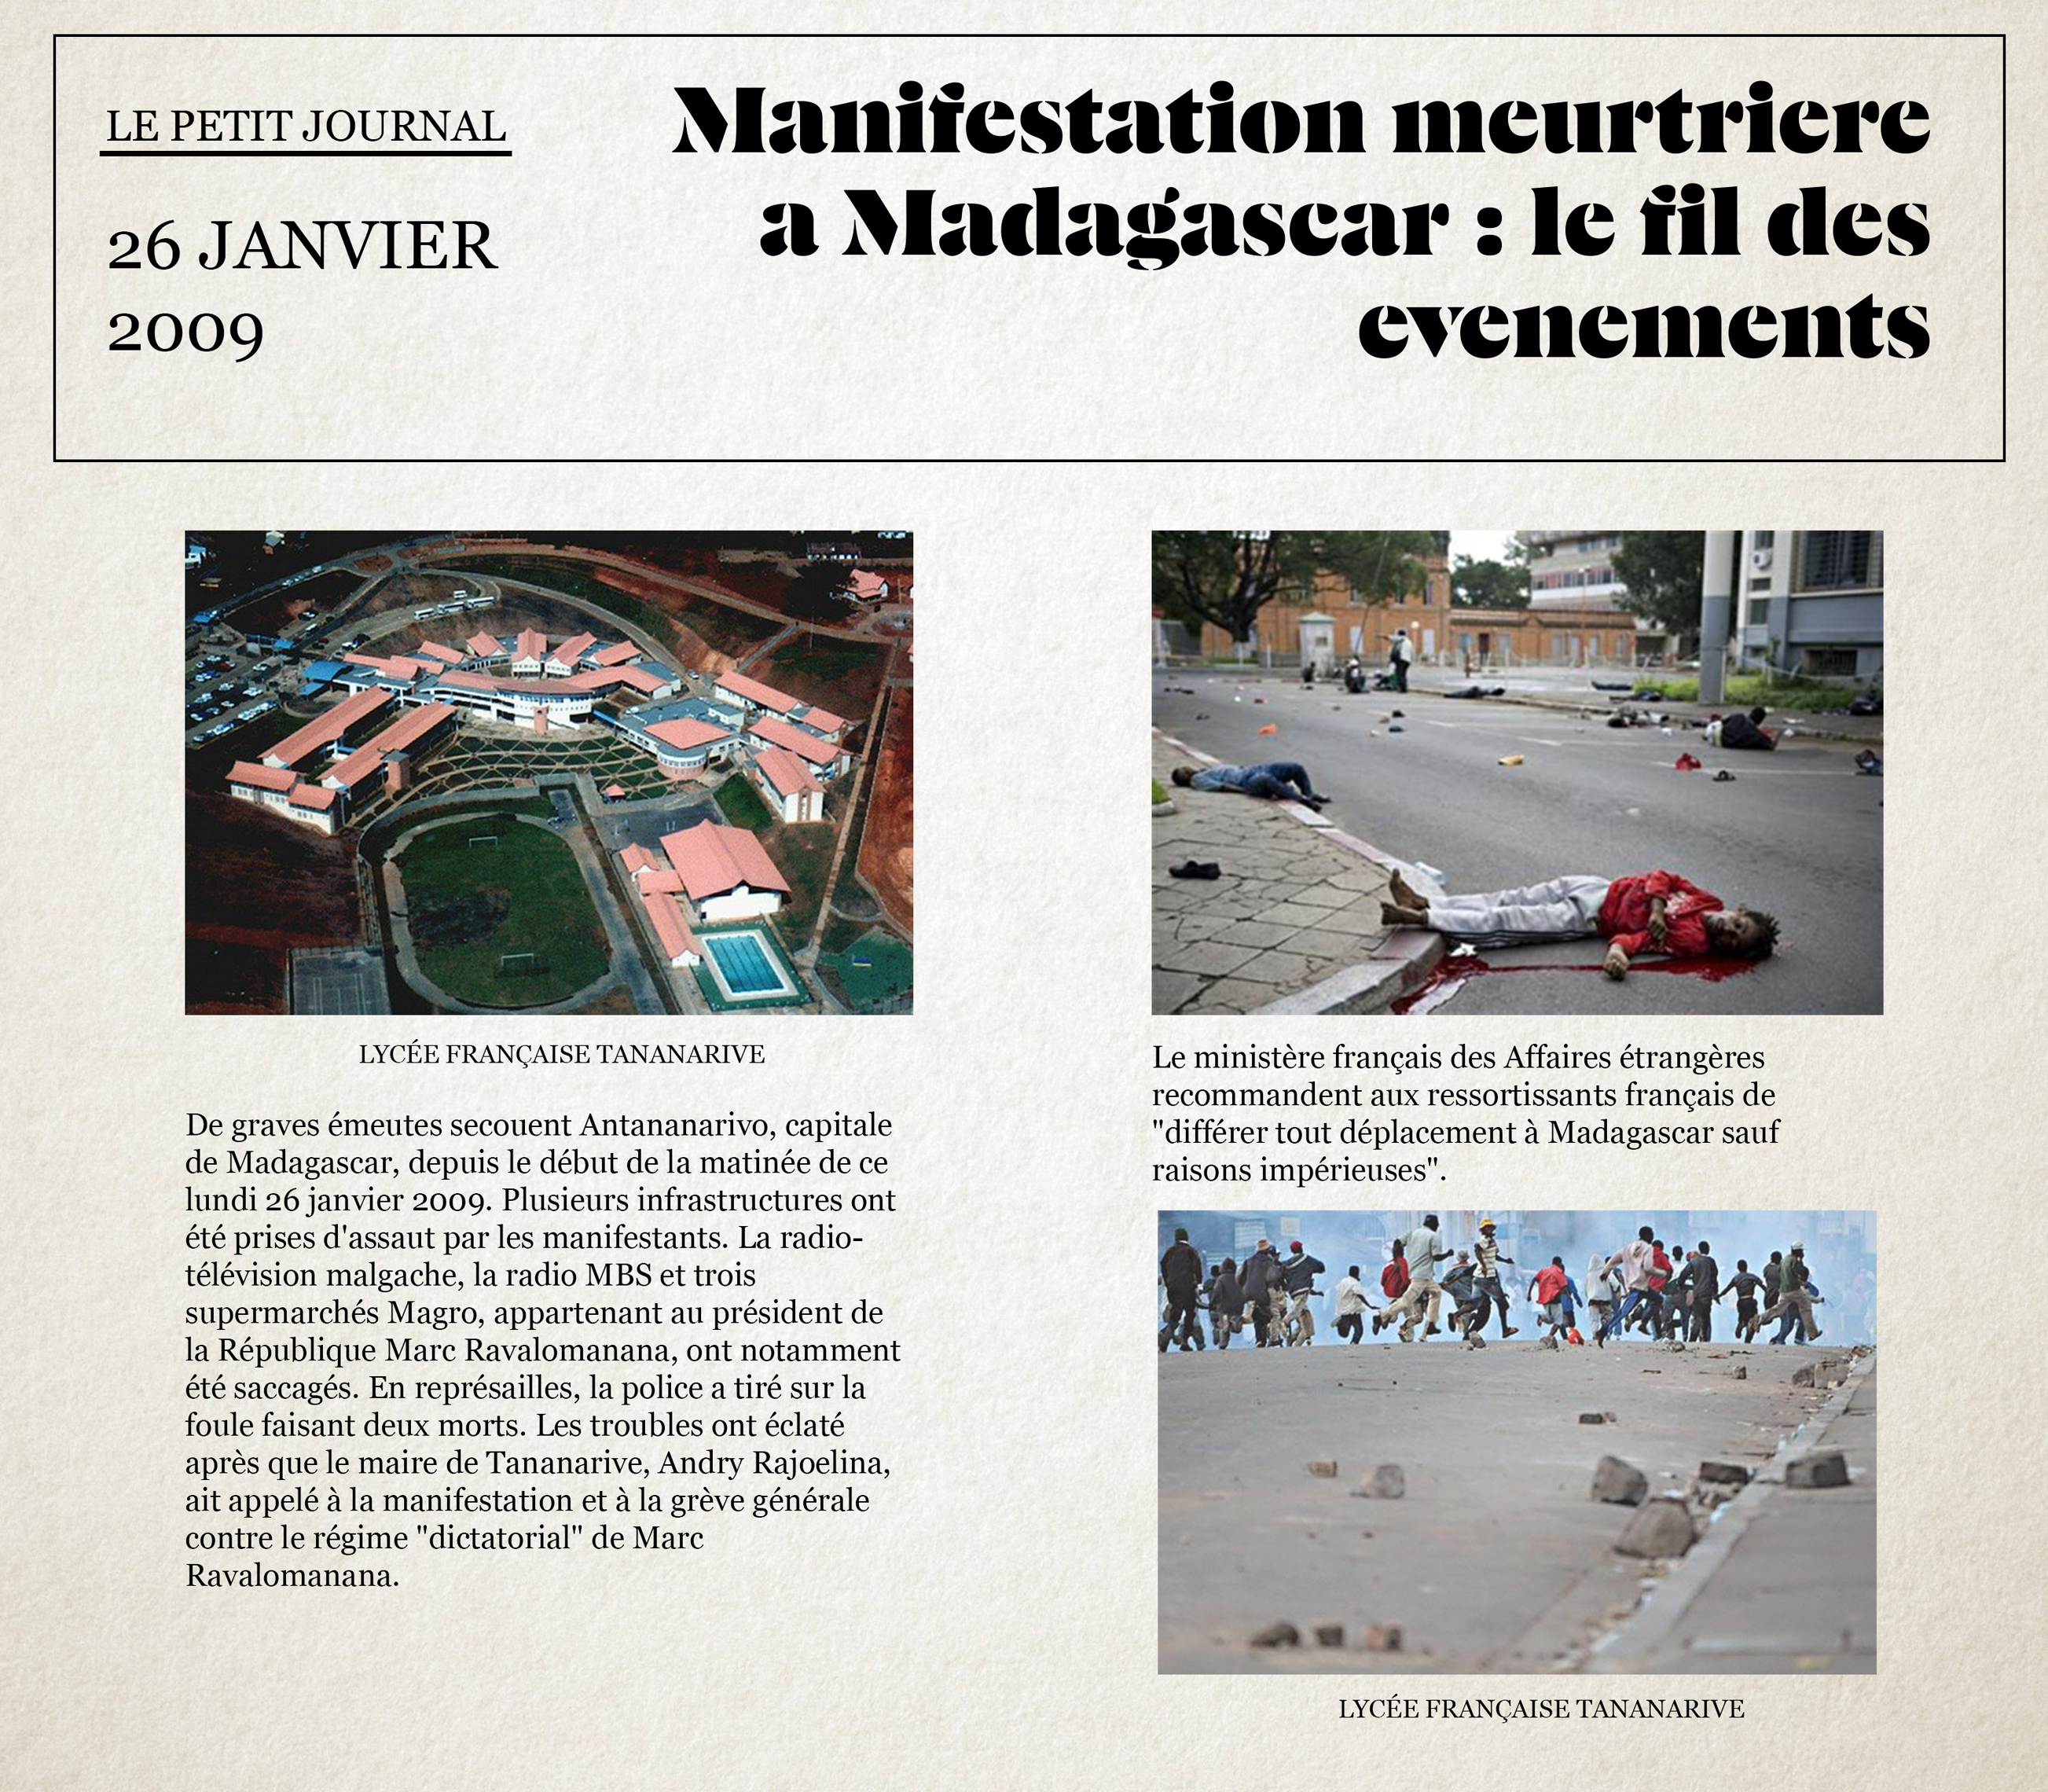 LE PETIT JOURNAL
26 JANVIER
2009
Manifestation meurtriere
a Madagascar : le fil des
evenements
LYCÉE FRANÇAISE TANANARIVE
De graves émeutes secouent Antananarivo, capitale
de Madagascar, depuis le début de la matinée de ce
lundi 26 janvier 2009. Plusieurs infrastructures ont
été prises d'assaut par les manifestants. La radio-
télévision malgache, la radio MBS et trois
supermarchés Magro, appartenant au président de
la République Marc Ravalomanana, ont notamment
été saccagés. En représailles, la police a tiré sur la
foule faisant deux morts. Les troubles ont éclaté
après que le maire de Tananarive, Andry Rajoelina,
ait appelé à la manifestation et à la grève générale
contre le régime "dictatorial" de Marc
Ravalomanana.
Le ministère français des Affaires étrangères
recommandent aux ressortissants français de
"différer tout déplacement à Madagascar sauf
raisons impérieuses".
LYCÉE FRANÇAISE TANANARIVE